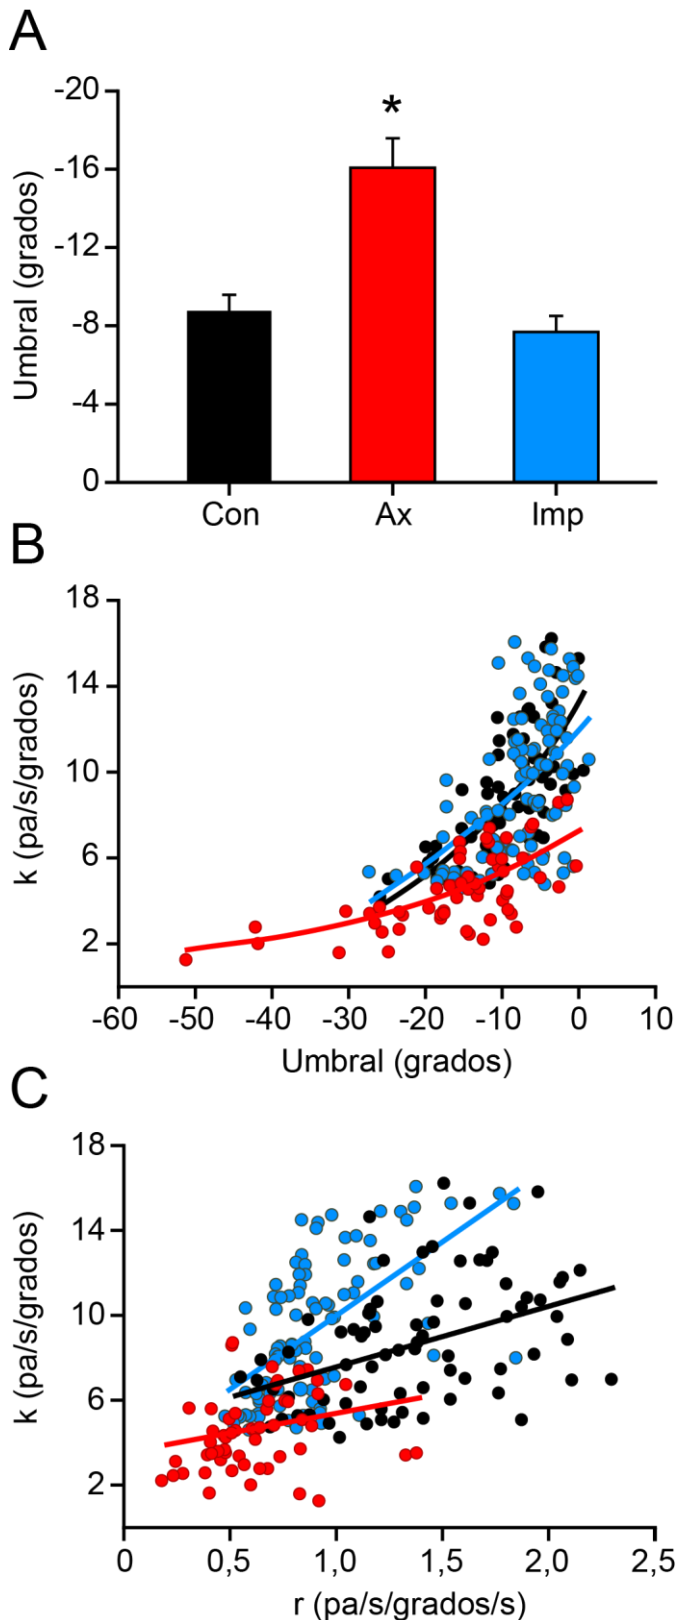 A
Umbral (grados)
-20
-16
-12
-8
-4
0
*
Con Ax Imp
B
k (pa/s/grados)
18
14
10
6
2
-60 -50 -40 -30 -20 -10 0 10
Umbral (grados)
C
k (pa/s/grados)
18
14
10
6
2
0 0,5 1,0 1,5 2,0 2,5
r (pa/s/grados/s)